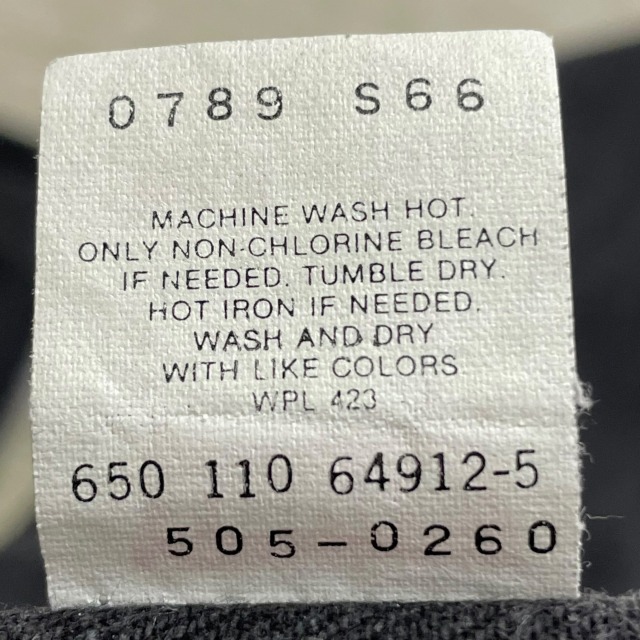 0789 S66
MACHINE WASH HOT.
ONLY NON-CHLORINE BLEACH
IF NEEDED. TUMBLE DRY.
HOT IRON IF NEEDED.
WASH AND DRY
WITH LIKE COLORS
WPL 423
650 110 64912-5
505-0260